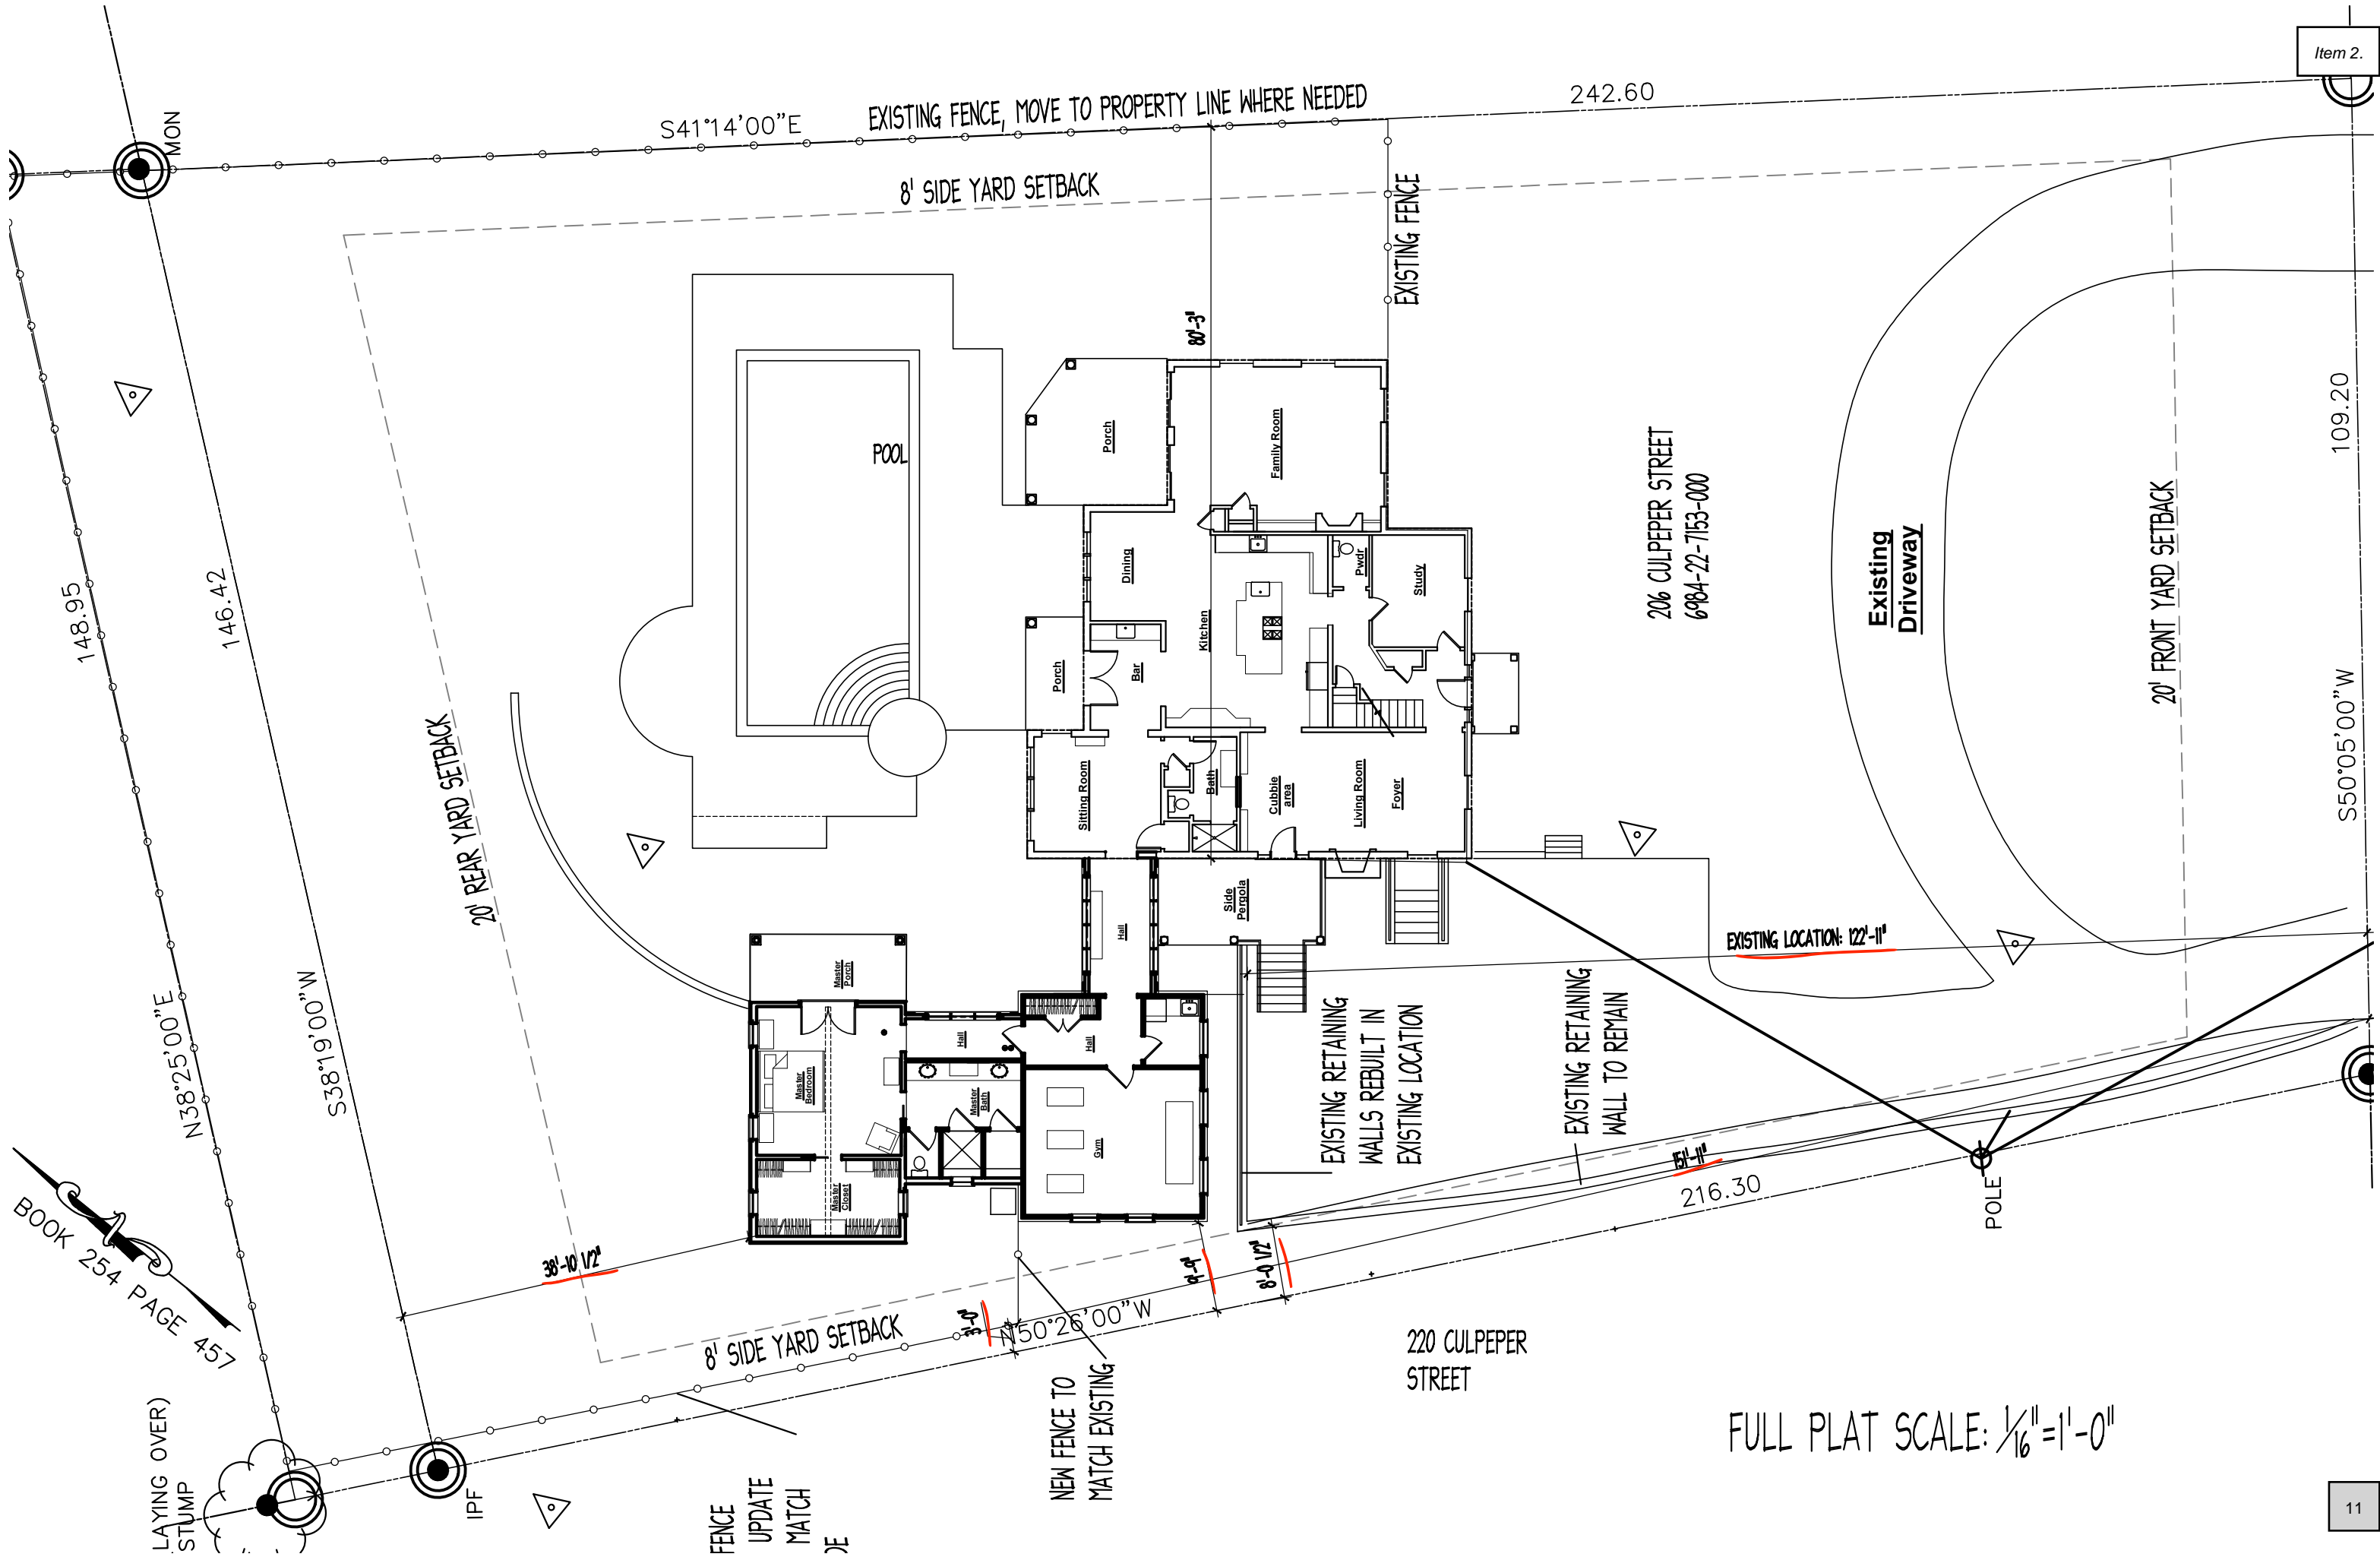 Item 2.
MON
S41°14'00"E
EXISTING FENCE, MOVE TO PROPERTY LINE WHERE NEEDED
242.60
8' SIDE YARD SETBACK
EXISTING FENCE
80'-3"
POOL
Porch
Family Room
Dining
Pwdr
Study
Kitchen
Porch
Bar
Sitting Room
Bath
Cubbie
area
Living Room
Foyer
206 CULPEPER STREET
6984-22-7153-000
Existing
Driveway
20' FRONT YARD SETBACK
109.20
S50°05'00"W
148.95
146.42
20' REAR YARD SETBACK
N38°25'00"E
S38°19'00"W
Side
Pergola
Hall
Master
Porch
Hall
Hall
Master
Bedroom
Master
Bath
Gym
Master
Closet
EXISTING LOCATION: 122'-11"
EXISTING RETAINING
WALLS REBUILT IN
EXISTING LOCATION
EXISTING RETAINING
WALL TO REMAIN
151'-11"
216.30
POLE
BOOK 254 PAGE 457
38'-10 1/2"
9'-9"
8'-0 1/2"
3'-0"
N50°26'00"W
8' SIDE YARD SETBACK
220 CULPEPER
STREET
NEW FENCE TO
MATCH EXISTING
LAYING OVER)
STUMP
IPF
FENCE
UPDATE
MATCH
DE
FULL PLAT SCALE: 1/16"=1'-0"
11